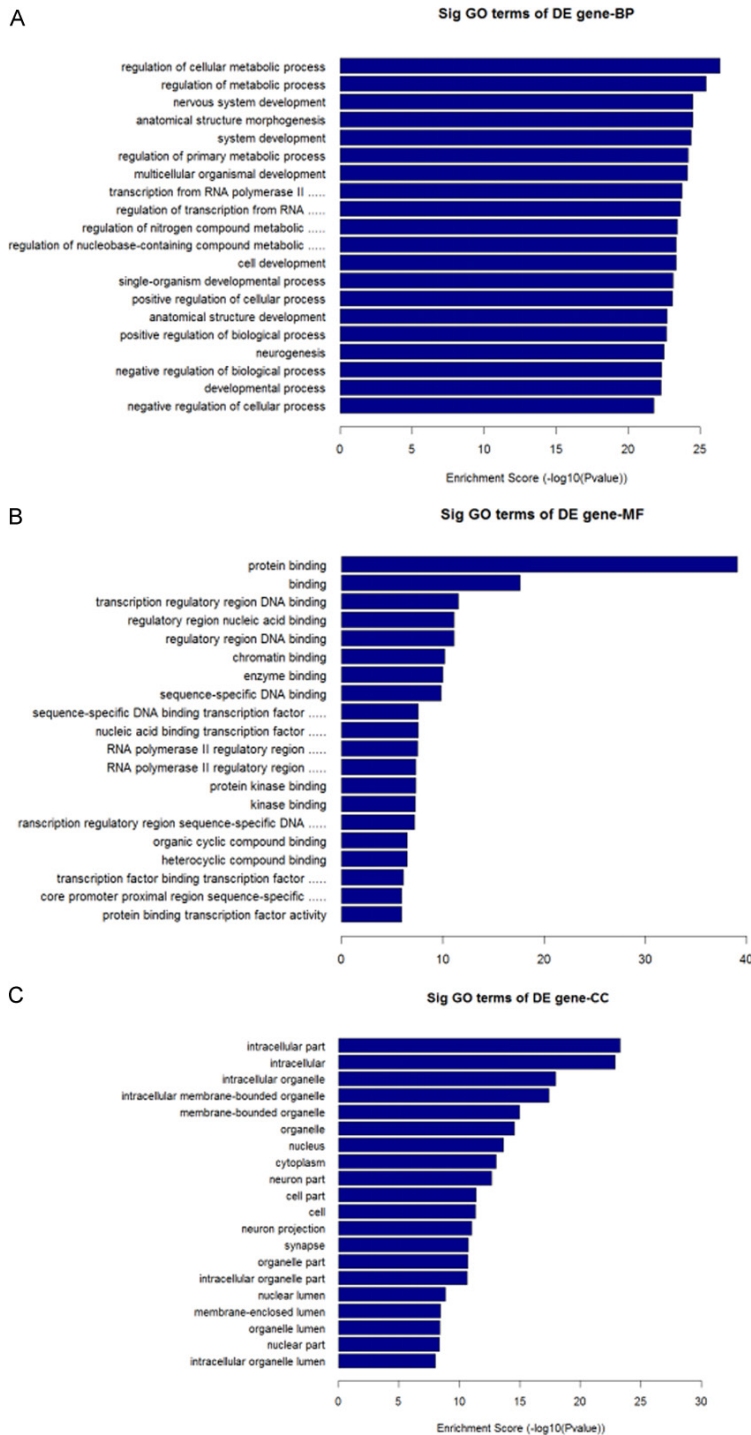 A
Sig GO terms of DE gene-BP
regulation of cellular metabolic process
regulation of metabolic process
nervous system development
anatomical structure morphogenesis
system development
regulation of primary metabolic process
multicellular organismal development
transcription from RNA polymerase II .....
regulation of transcription from RNA .....
regulation of nitrogen compound metabolic .....
regulation of nucleobase-containing compound metabolic .....
cell development
single-organism developmental process
positive regulation of cellular process
anatomical structure development
positive regulation of biological process
neurogenesis
negative regulation of biological process
developmental process
negative regulation of cellular process
0 5 10 15 20 25
Enrichment Score (-log10(Pvalue))
B
Sig GO terms of DE gene-MF
protein binding
binding
transcription regulatory region DNA binding
regulatory region nucleic acid binding
regulatory region DNA binding
chromatin binding
enzyme binding
sequence-specific DNA binding
sequence-specific DNA binding transcription factor .....
nucleic acid binding transcription factor .....
RNA polymerase II regulatory region .....
RNA polymerase II regulatory region .....
protein kinase binding
kinase binding
ranscription regulatory region sequence-specific DNA .....
organic cyclic compound binding
heterocyclic compound binding
transcription factor binding transcription factor .....
core promoter proximal region sequence-specific .....
protein binding transcription factor activity
0 10 20 30 40
C
Sig GO terms of DE gene-CC
intracellular part
intracellular
intracellular organelle
intracellular membrane-bounded organelle
membrane-bounded organelle
organelle
nucleus
cytoplasm
neuron part
cell part
cell
neuron projection
synapse
organelle part
intracellular organelle part
nuclear lumen
membrane-enclosed lumen
organelle lumen
nuclear part
intracellular organelle lumen
0 5 10 15 20 25 30
Enrichment Score (-log10(Pvalue))